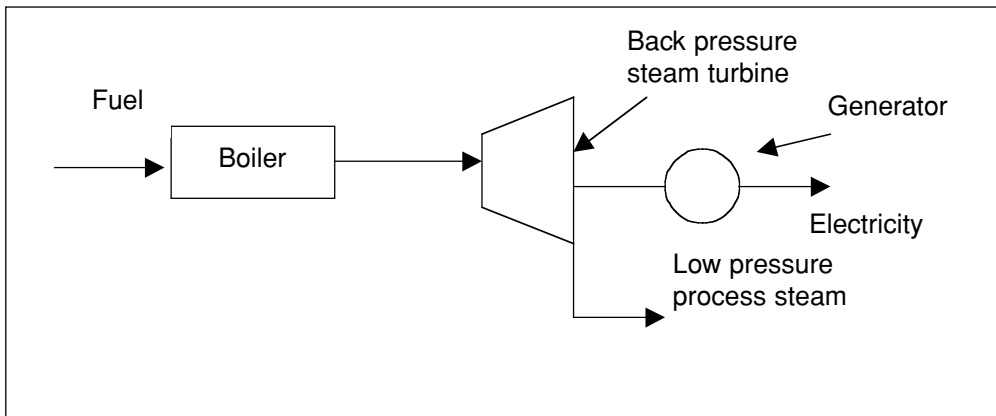 Fuel
Boiler
Back pressure
steam turbine
Generator
Electricity
Low pressure
process steam